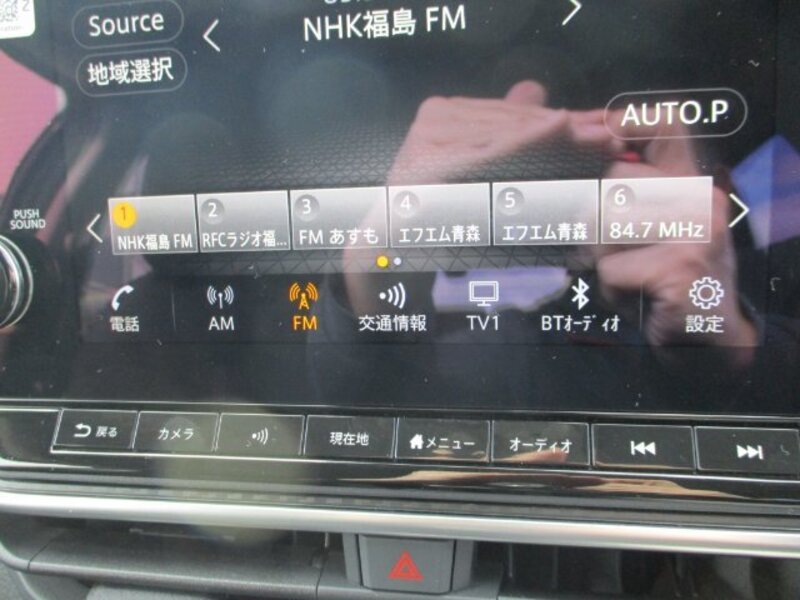 Source
NHK福島 FM
地域選択
AUTO.P
PUSH
SOUND
1
NHK福島 FM
2
RFCラジオ福...
3
FM あすも
4
エフエム青森
5
エフエム青森
6
84.7 MHz
電話
AM
FM
交通情報
TV1
BTオーディオ
設定
戻る
カメラ
現在地
メニュー
オーディオ